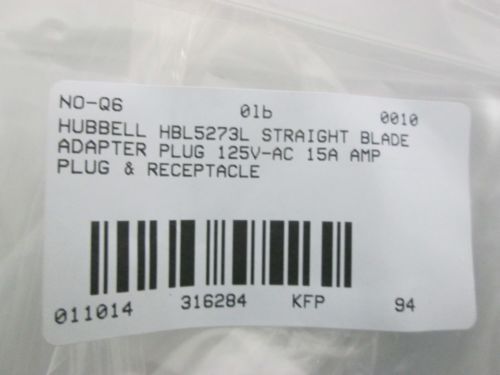 NO-Q6 01b 0010
HUBBELL HBL5273L STRAIGHT BLADE
ADAPTER PLUG 125V-AC 15A AMP
PLUG & RECEPTACLE
011014 316284 KFP 94